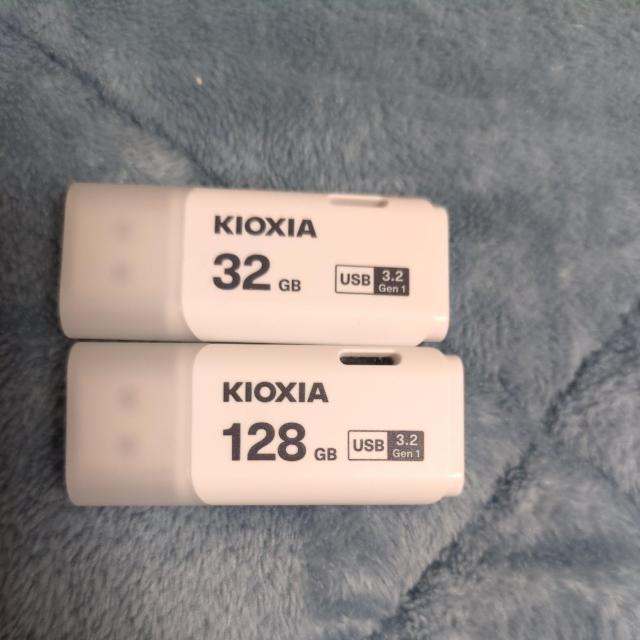 KIOXIA
32 GB
USB 3.2 Gen 1
KIOXIA
128 GB
USB 3.2 Gen 1